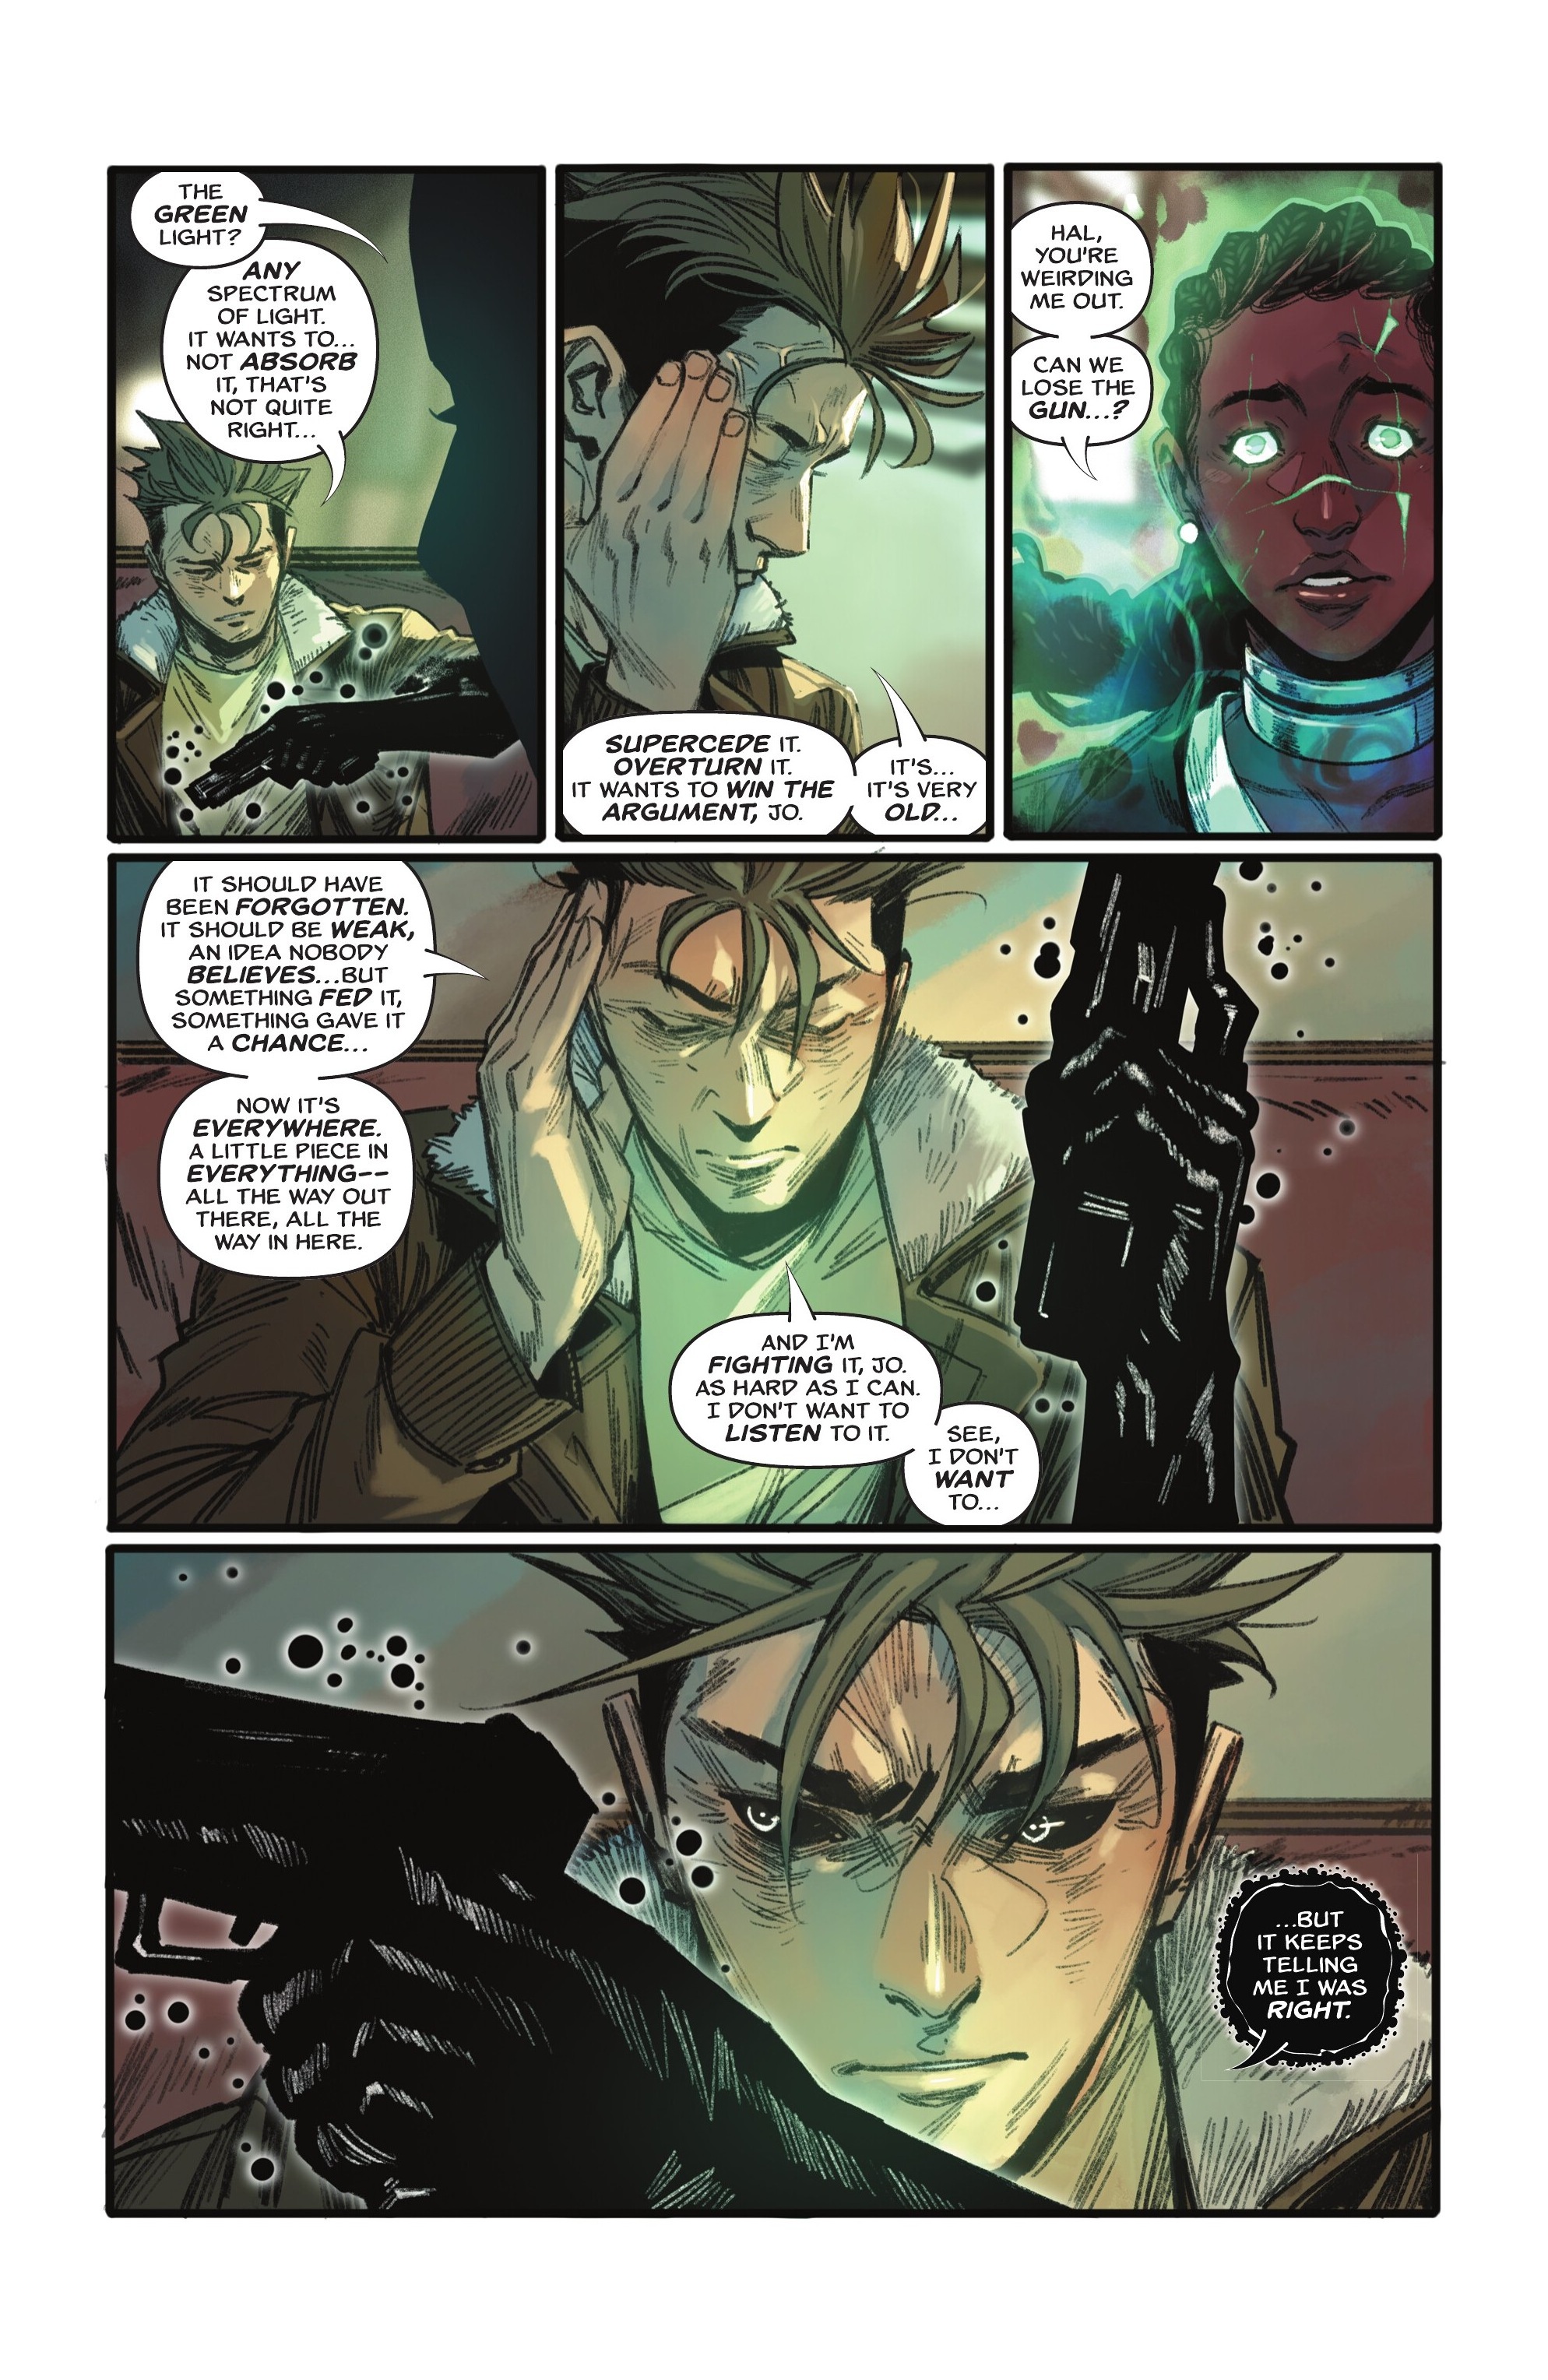 THE
GREEN
LIGHT?
ANY
SPECTRUM
OF LIGHT.
IT WANTS TO...
NOT ABSORB
IT, THAT'S
NOT QUITE
RIGHT...
SUPERCEDE IT.
OVERTURN IT.
IT WANTS TO WIN THE
ARGUMENT, JO.
IT'S...
IT'S VERY
OLD...
HAL,
YOU'RE
WEIRDING
ME OUT.
CAN WE
LOSE THE
GUN...?
IT SHOULD HAVE
BEEN FORGOTTEN.
IT SHOULD BE WEAK,
AN IDEA NOBODY
BELIEVES...BUT
SOMETHING FED IT,
SOMETHING GAVE IT
A CHANCE...
NOW IT'S
EVERYWHERE.
A LITTLE PIECE IN
EVERYTHING--
ALL THE WAY OUT
THERE, ALL THE
WAY IN HERE.
AND I'M
FIGHTING IT, JO.
AS HARD AS I CAN.
I DON'T WANT TO
LISTEN TO IT.
SEE,
I DON'T
WANT
TO...
...BUT
IT KEEPS
TELLING
ME I WAS
RIGHT.